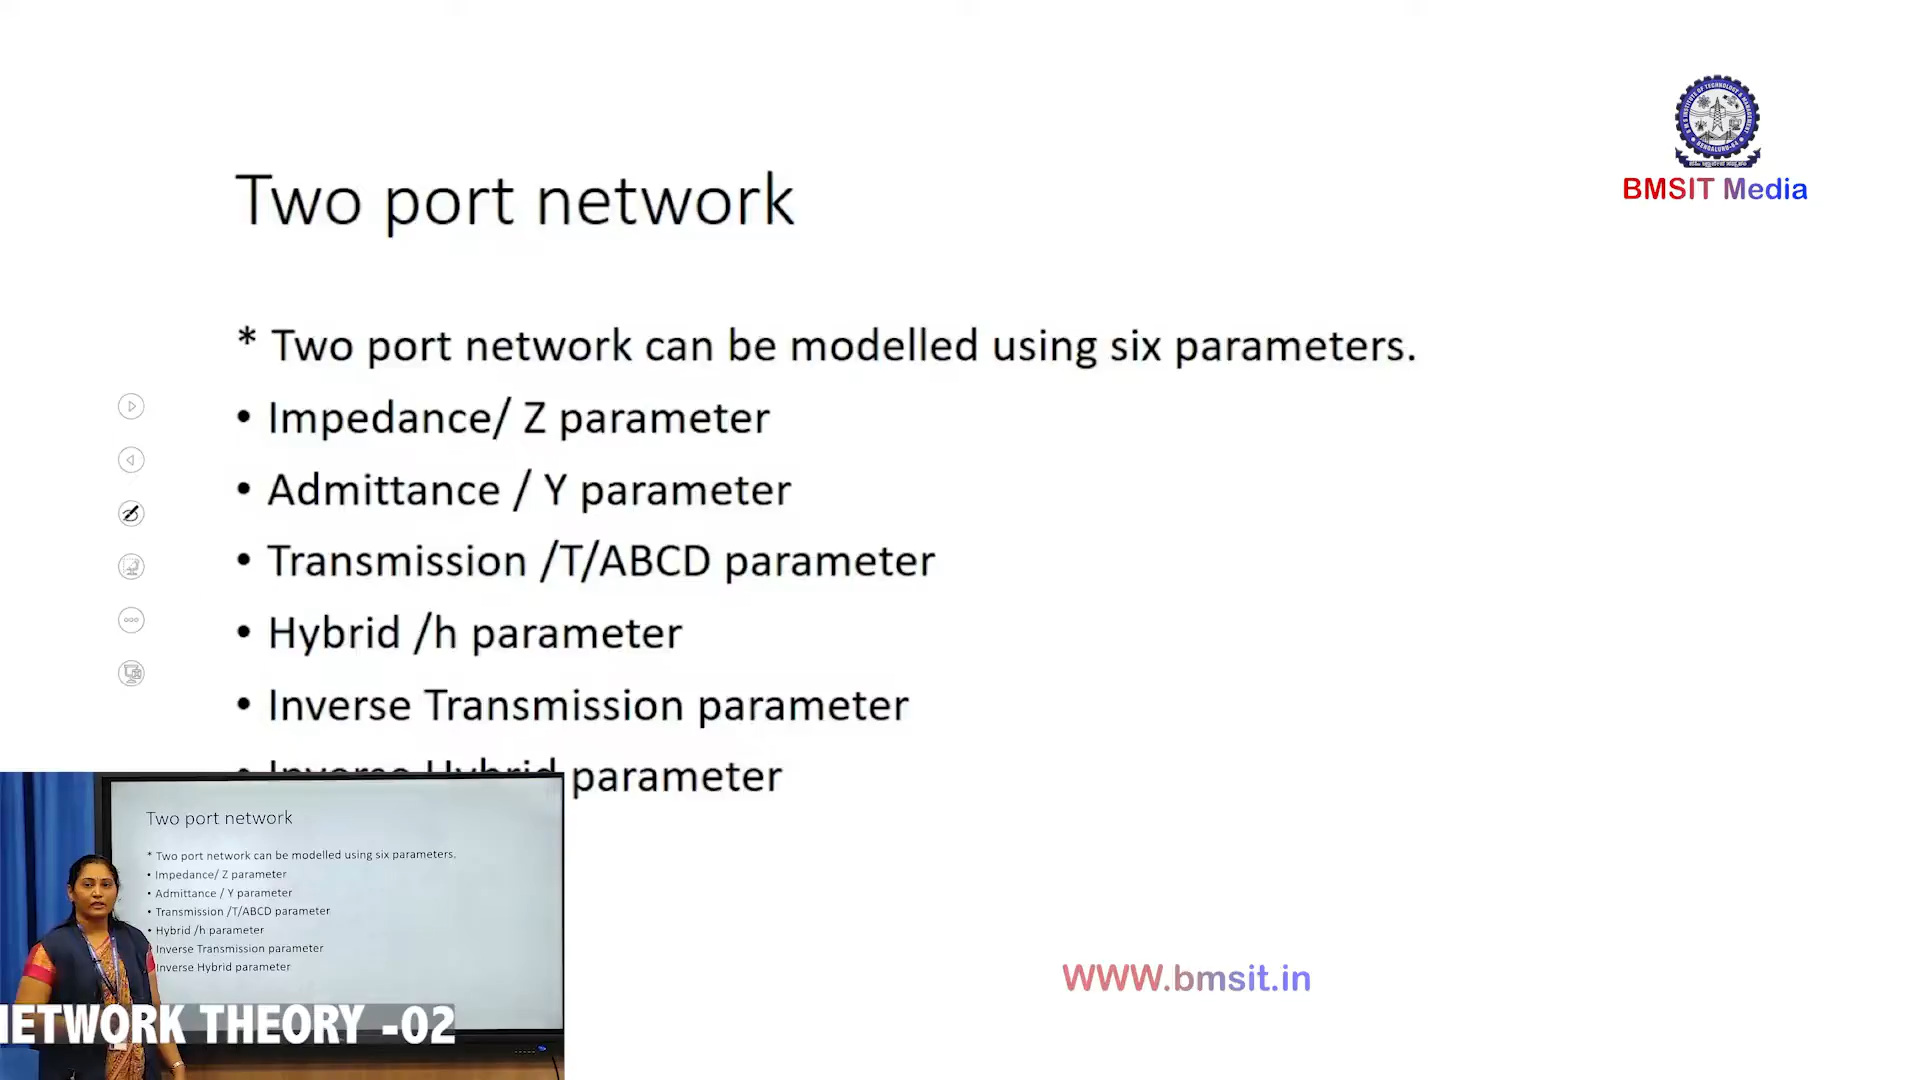 BMSIT Media
Two port network
* Two port network can be modelled using six parameters.
• Impedance/ Z parameter
• Admittance / Y parameter
• Transmission /T/ABCD parameter
• Hybrid /h parameter
• Inverse Transmission parameter
• Inverse Hybrid parameter
Two port network
* Two port network can be modelled using six parameters.
• Impedance/ Z parameter
• Admittance / Y parameter
• Transmission /T/ABCD parameter
• Hybrid /h parameter
Inverse Transmission parameter
Inverse Hybrid parameter
WWW.bmsit.in
NETWORK THEORY -02